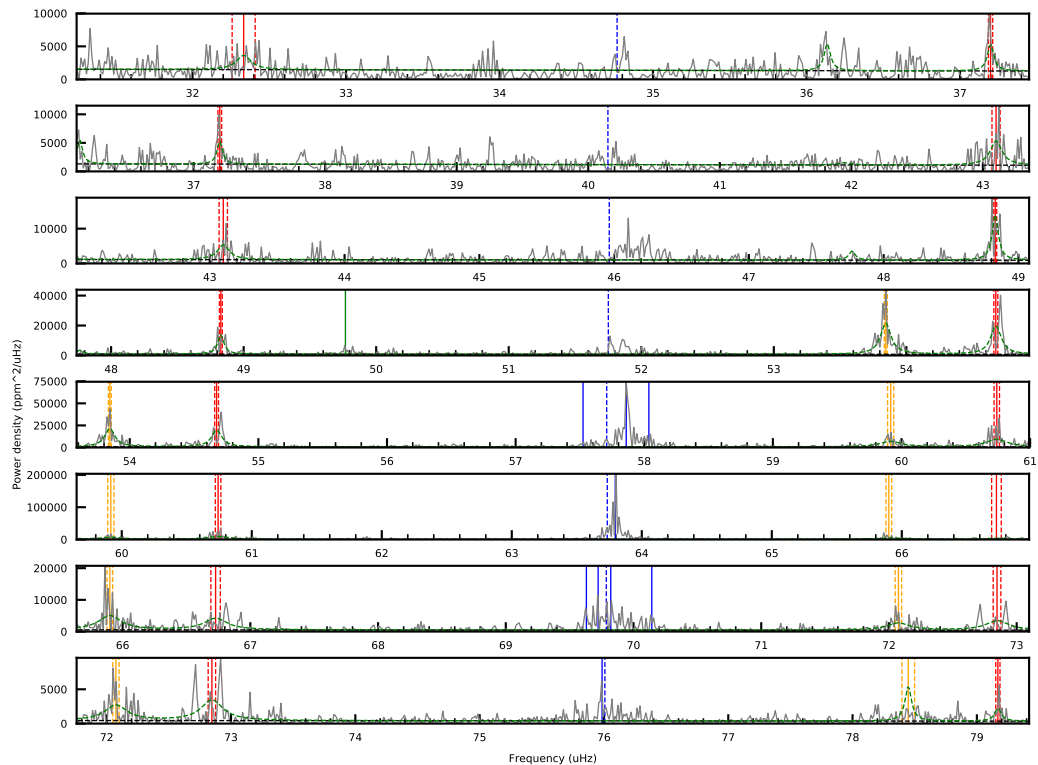 10000
5000
0
32 33 34 35 36 37
10000
5000
0
37 38 39 40 41 42 43
10000
0
43 44 45 46 47 48 49
40000
20000
0
48 49 50 51 52 53 54
75000
50000
25000
0
54 55 56 57 58 59 60 61
200000
100000
0
60 61 62 63 64 65 66
20000
10000
0
66 67 68 69 70 71 72 73
5000
0
72 73 74 75 76 77 78 79
Power density (ppm^2/(uHz)
Frequency (uHz)